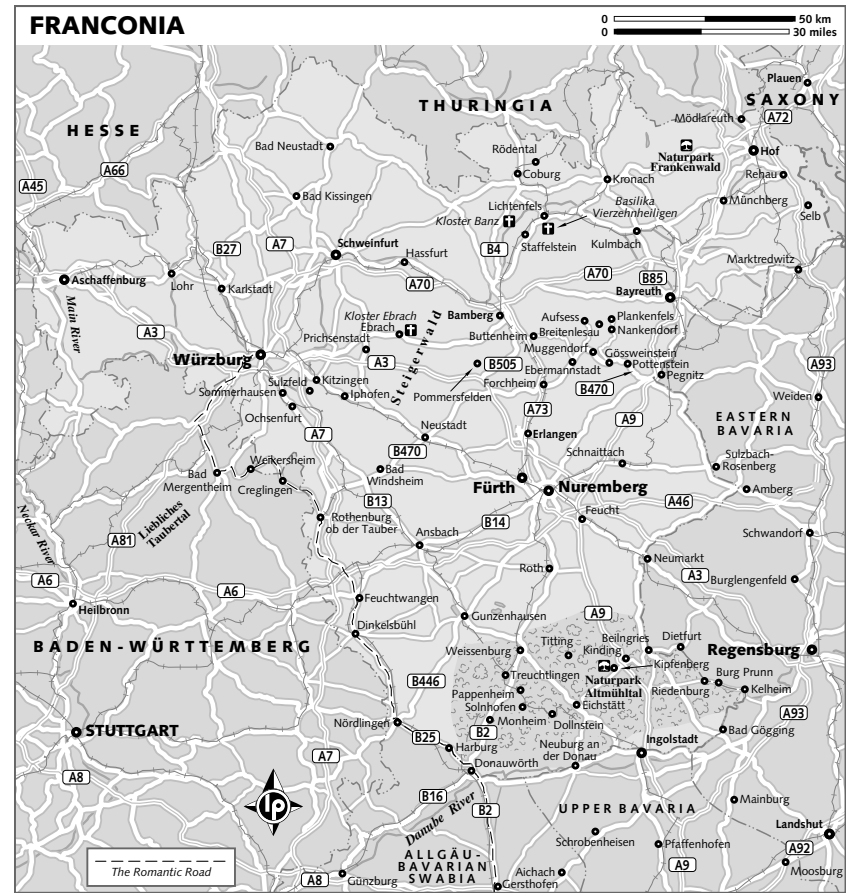 FRANCONIA
0 50 km
0 30 miles
Plauen
THURINGIA
SAXONY
HESSE
Mödlareuth
A72
Bad Neustadt
Rödental
Naturpark
Frankenwald
Hof
A66
Coburg
Kronach
Rehau
A45
Bad Kissingen
Lichtenfels
Basilika
Vierzehnheiligen
Münchberg
Selb
Kloster Banz
B27
A7
Schweinfurt
B4
Staffelstein
Kulmbach
Hassfurt
Marktredwitz
Aschaffenburg
Lohr
Karlstadt
A70
A70
B85
Bayreuth
Main River
Kloster Ebrach
Ebrach
Steigerwald
Bamberg
Aufsess
Plankenfels
A3
Prichsenstadt
Buttenheim
Breitenlesau
Nankendorf
Muggendorf
Gössweinstein
Würzburg
A3
B505
Ebermannstadt
Pottenstein
A93
Sulzfeld
Kitzingen
Pommersfelden
Forchheim
B470
Pegnitz
Sommerhausen
Iphofen
Weiden
Ochsenfurt
A73
A9
EASTERN
BAVARIA
A7
Neustadt
Erlangen
B470
Schnaittach
Sulzbach-
Rosenberg
Weikersheim
Bad
Mergentheim
Bad
Windsheim
Creglingen
Fürth
Nuremberg
Amberg
Neckar River
Liebliches
Taubertal
B13
A46
Rothenburg
ob der Tauber
B14
Feucht
A81
Ansbach
Schwandorf
Neumarkt
A6
Roth
A3
Burglengenfeld
A6
Heilbronn
Feuchtwangen
A9
Gunzenhausen
Dinkelsbühl
BADEN-WÜRTTEMBERG
Titting
Beilngries
Dietfurt
Weissenburg
Kinding
Regensburg
Kipfenberg
Treuchtlingen
Naturpark
Altmühltal
Burg Prunn
B446
Pappenheim
Riedenburg
Kelheim
Solnhofen
Eichstätt
Nördlingen
Monheim
Dollnstein
A93
STUTTGART
B2
B25
Bad Gögging
Harburg
Neuburg an
der Donau
Ingolstadt
A7
Donauwörth
A8
B16
Mainburg
lp
Danube River
B2
UPPER BAVARIA
Landshut
Schrobenhausen
Pfaffenhofen
A92
The Romantic Road
ALLGÄU-
BAVARIAN
SWABIA
A8
Günzburg
Aichach
Gersthofen
A9
Moosburg